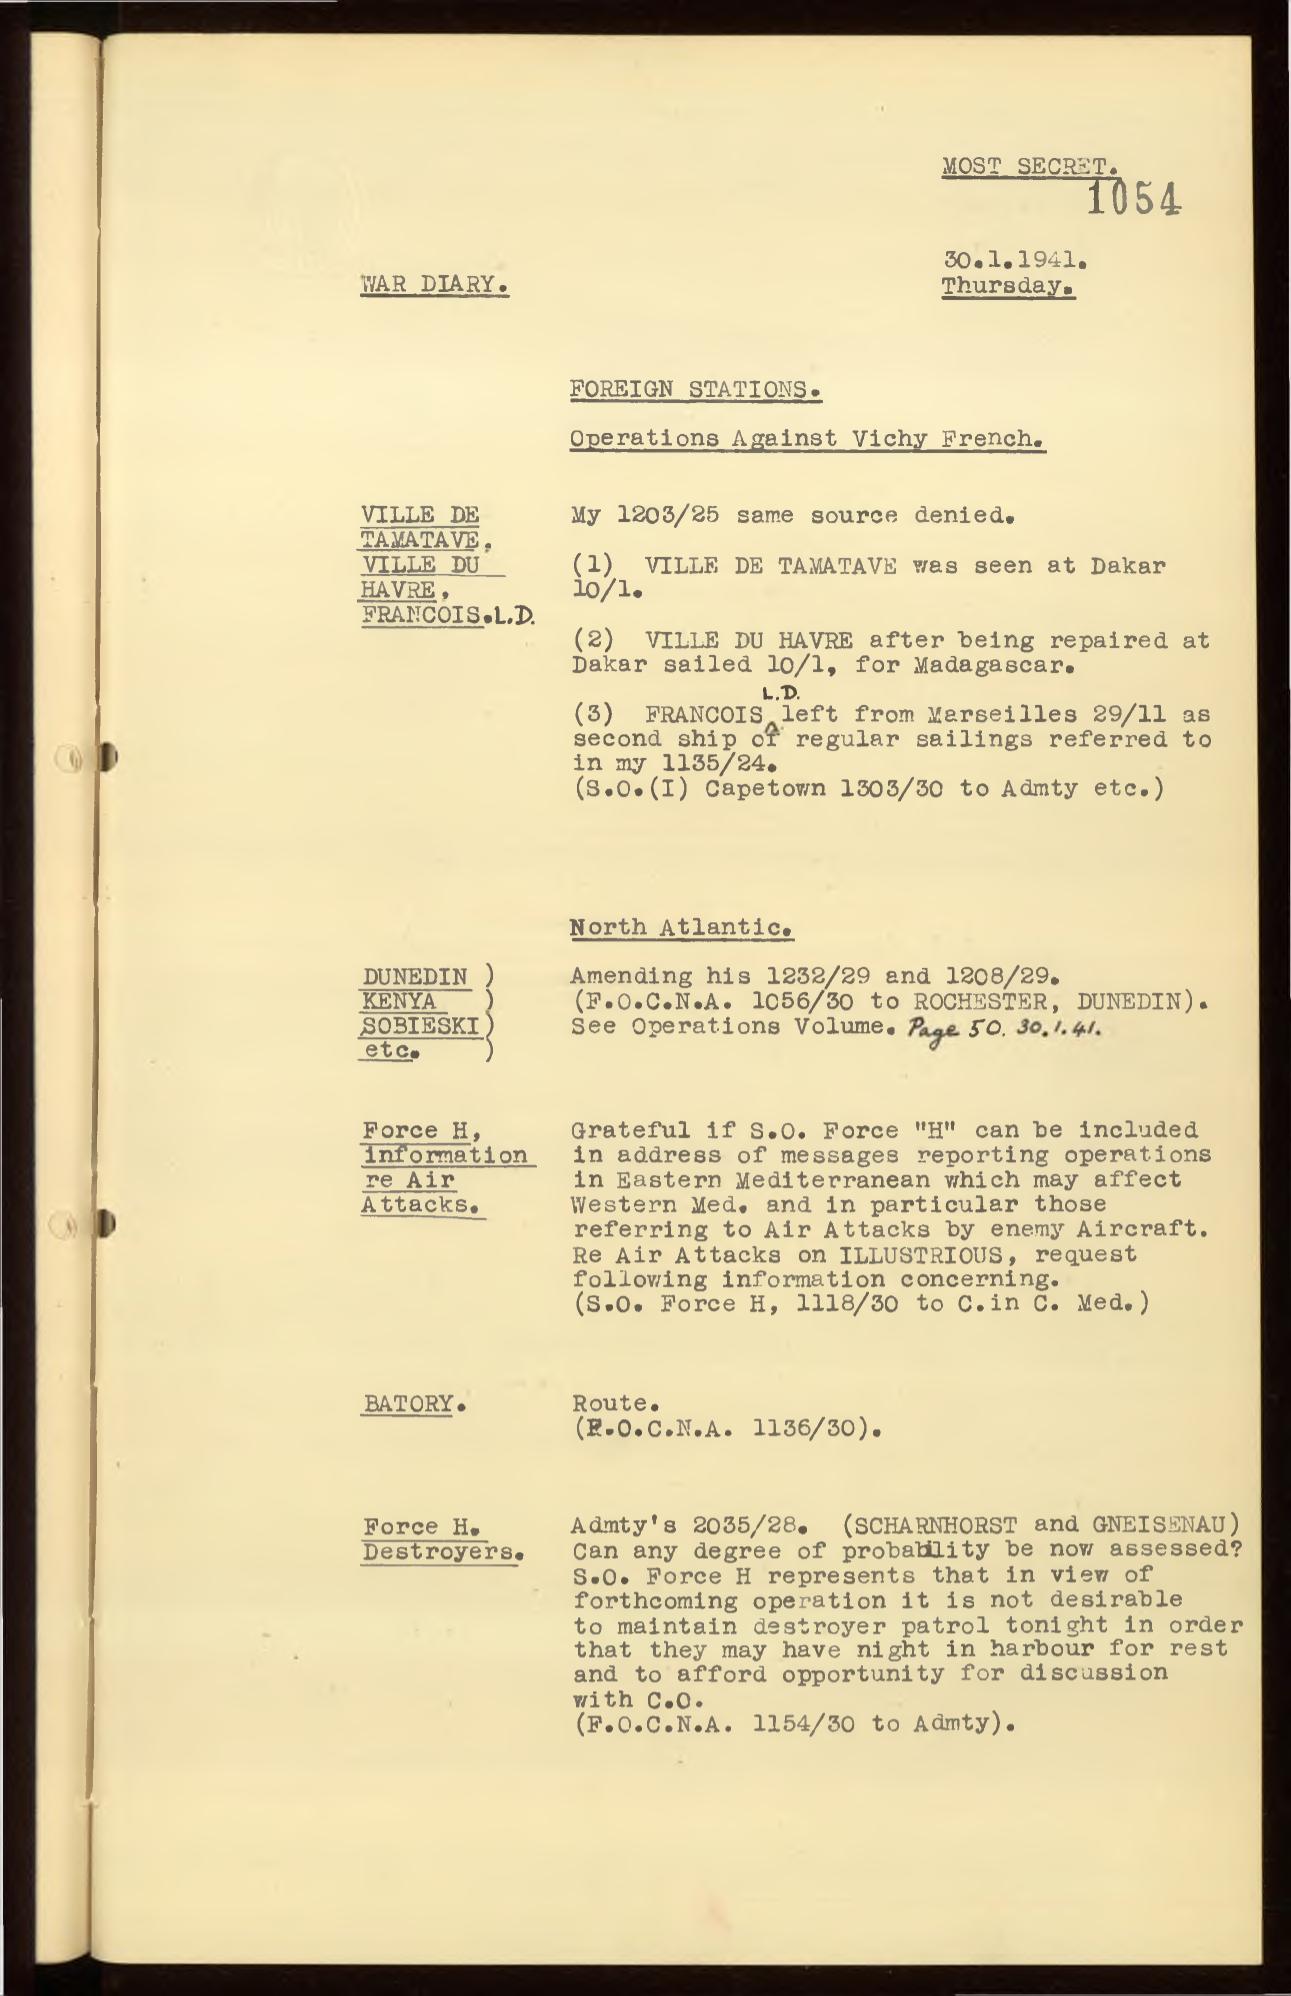 MOST SECRET.
1054
30.1.1941.
Thursday.
WAR DIARY.
FOREIGN STATIONS.
Operations Against Vichy French.
VILLE DE
TAMATAVE,
VILLE DU
HAVRE,
FRANCOIS.L.D.
My 1203/25 same source denied.
(1) VILLE DE TAMATAVE was seen at Dakar
10/1.
(2) VILLE DU HAVRE after being repaired at
Dakar sailed 10/1, for Madagascar.
L.D.
(3) FRANCOIS left from Marseilles 29/11 as
second ship of regular sailings referred to
in my 1135/24.
(S.O.(I) Capetown 1303/30 to Admty etc.)
North Atlantic.
DUNEDIN )
KENYA )
SOBIESKI)
etc. )
Amending his 1232/29 and 1208/29.
(F.O.C.N.A. 1056/30 to ROCHESTER, DUNEDIN).
See Operations Volume. Page 50. 30.1.41.
Force H,
information
re Air
Attacks.
Grateful if S.O. Force "H" can be included
in address of messages reporting operations
in Eastern Mediterranean which may affect
Western Med. and in particular those
referring to Air Attacks by enemy Aircraft.
Re Air Attacks on ILLUSTRIOUS, request
following information concerning.
(S.O. Force H, 1118/30 to C.in C. Med.)
BATORY.
Route.
(F.O.C.N.A. 1136/30).
Force H.
Destroyers.
Admty's 2035/28. (SCHARNHORST and GNEISENAU)
Can any degree of probability be now assessed?
S.O. Force H represents that in view of
forthcoming operation it is not desirable
to maintain destroyer patrol tonight in order
that they may have night in harbour for rest
and to afford opportunity for discussion
with C.O.
(F.O.C.N.A. 1154/30 to Admty).